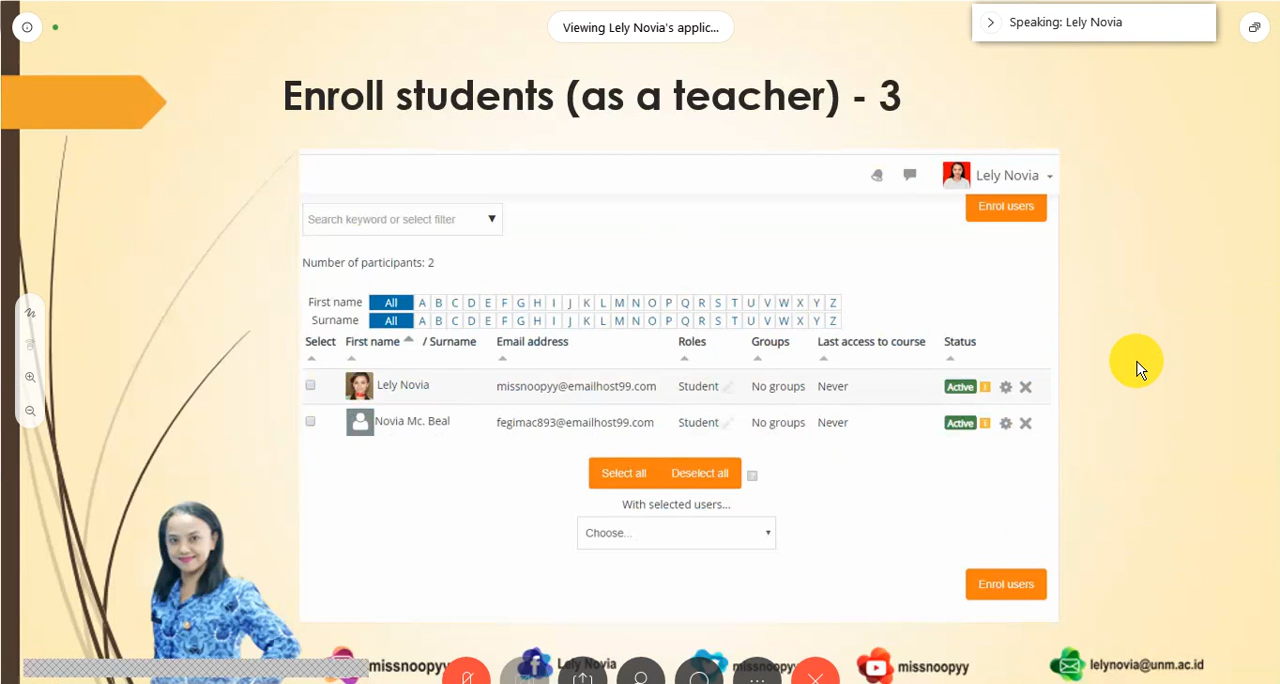 Viewing Lely Novia's applic...
Speaking: Lely Novia
Enroll students (as a teacher) - 3
Lely Novia
Search keyword or select filter
Enrol users
Number of participants: 2
First name All A B C D E F G H I J K L M N O P Q R S T U V W X Y Z
Surname All A B C D E F G H I J K L M N O P Q R S T U V W X Y Z
Select First name / Surname Email address Roles Groups Last access to course Status
Lely Novia missnoopyy@emailhost99.com Student No groups Never Active
Novia Mc. Beal fegimac893@emailhost99.com Student No groups Never Active
Select all Deselect all
With selected users...
Choose...
Enrol users
missnoopyy Lely Novia missnoopyy missnoopyy lelynovia@unm.ac.id